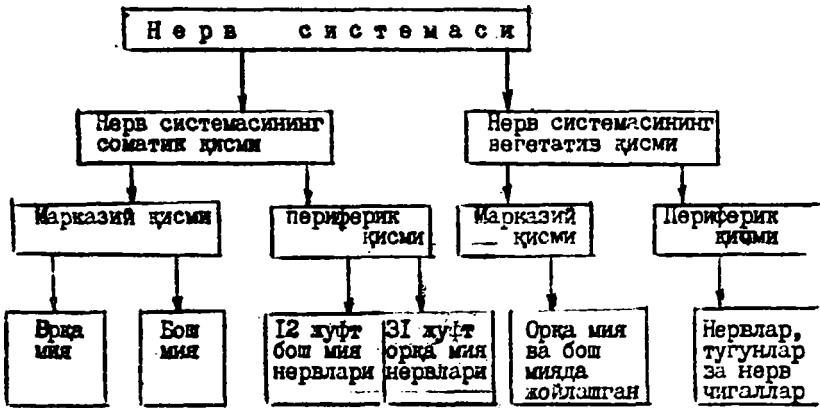 Нерв системаси
Нерв системасининг
соматик қисми
Нерв системасининг
вегетатив қисми
Марказий қисми
периферик
қисми
Марказий
қисми
Периферик
қисми
Орқа
мия
Бош
мия
12 жуфт
бош мия
нервлари
31 жуфт
орқа мия
нервлари
Орқа мия
ва бош
мияда
жойлашган
Нервлар,
тугунлар
за нерв
чигаллар